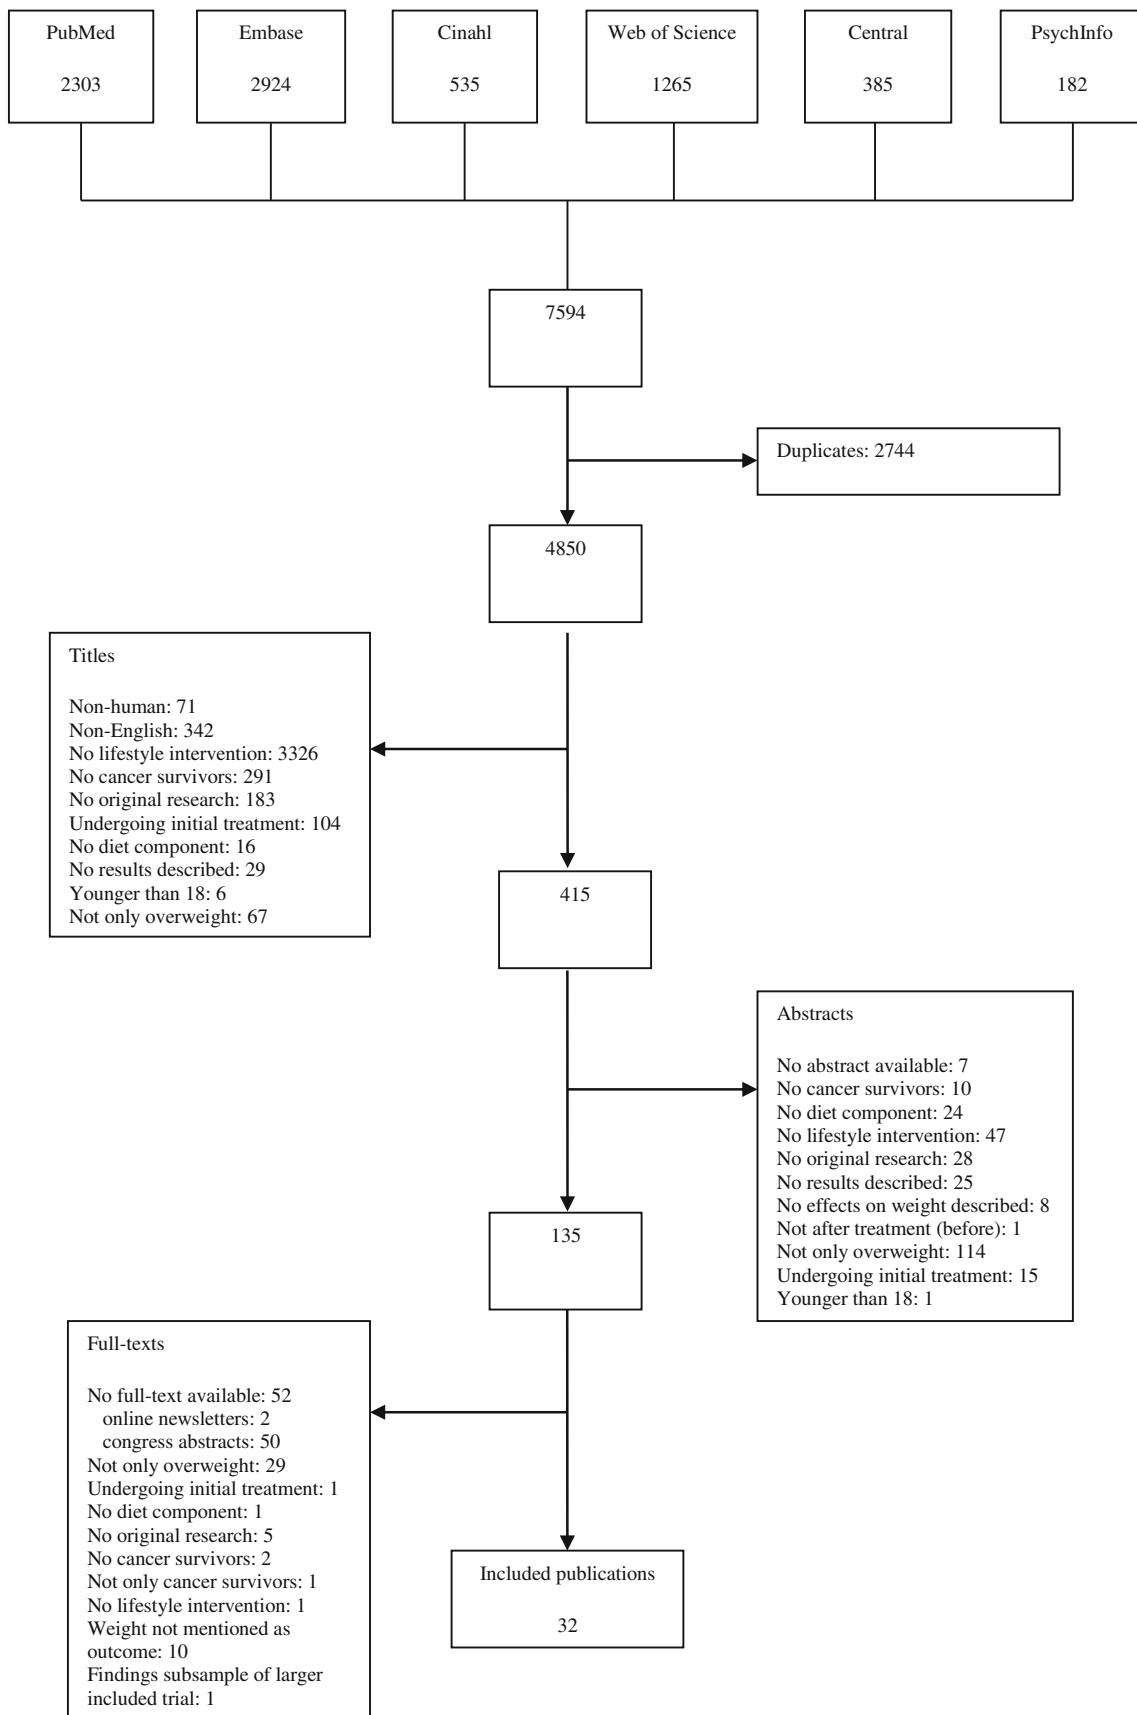 PubMed
2303
Embase
2924
Cinahl
535
Web of Science
1265
Central
385
PsychInfo
182
7594
Duplicates: 2744
4850
Titles
Non-human: 71
Non-English: 342
No lifestyle intervention: 3326
No cancer survivors: 291
No original research: 183
Undergoing initial treatment: 104
No diet component: 16
No results described: 29
Younger than 18: 6
Not only overweight: 67
415
Abstracts
No abstract available: 7
No cancer survivors: 10
No diet component: 24
No lifestyle intervention: 47
No original research: 28
No results described: 25
No effects on weight described: 8
Not after treatment (before): 1
Not only overweight: 114
Undergoing initial treatment: 15
Younger than 18: 1
135
Full-texts
No full-text available: 52
online newsletters: 2
congress abstracts: 50
Not only overweight: 29
Undergoing initial treatment: 1
No diet component: 1
No original research: 5
No cancer survivors: 2
Not only cancer survivors: 1
No lifestyle intervention: 1
Weight not mentioned as
outcome: 10
Findings subsample of larger
included trial: 1
Included publications
32